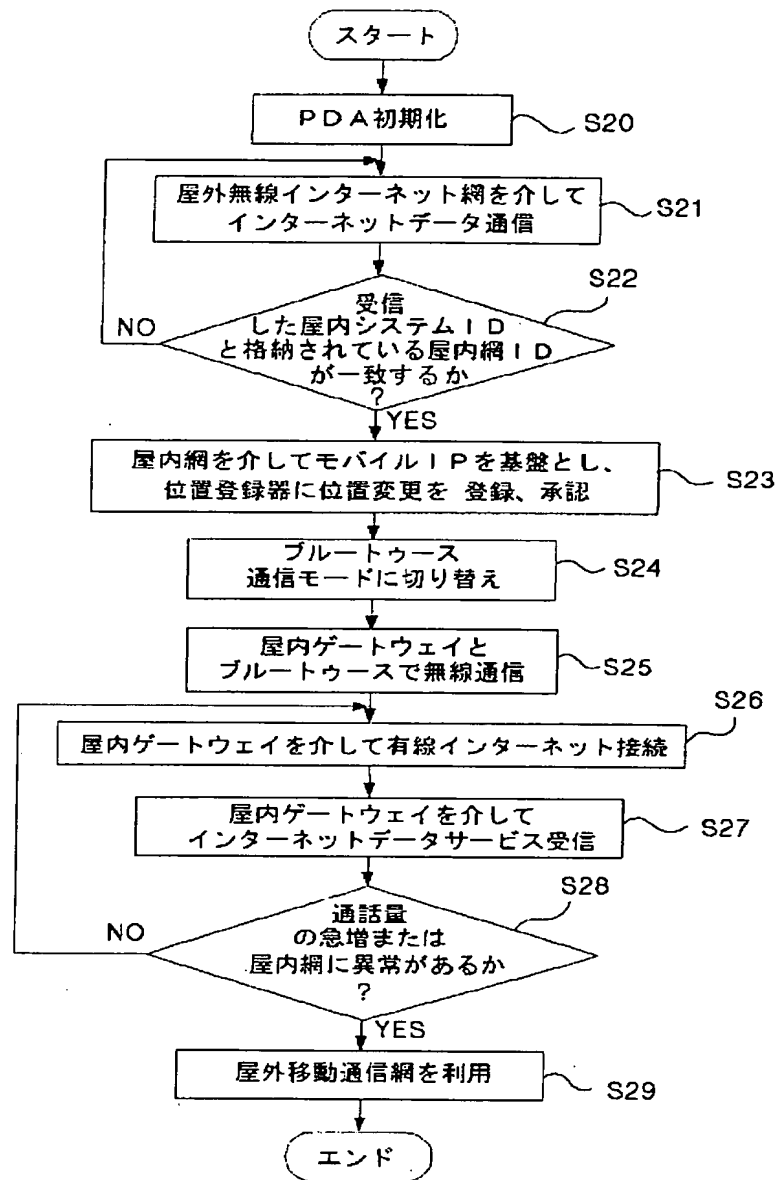 スタート
PDA初期化
S20
屋外無線インターネット網を介して
インターネットデータ通信
S21
S22
受信
した屋内システムID
と格納されている屋内網ID
が一致するか
?
NO
YES
屋内網を介してモバイルIPを基盤とし、
位置登録器に位置変更を 登録、承認
S23
ブルートゥース
通信モードに切り替え
S24
屋内ゲートウェイと
ブルートゥースで無線通信
S25
S26
屋内ゲートウェイを介して有線インターネット接続
屋内ゲートウェイを介して
インターネットデータサービス受信
S27
S28
通話量
の急増または
屋内網に異常があるか
?
NO
YES
屋外移動通信網を利用
S29
エンド